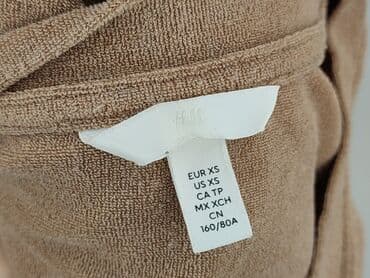 H&M
EUR XS
US XS
CA TP
MX XCH
CN
160/80A